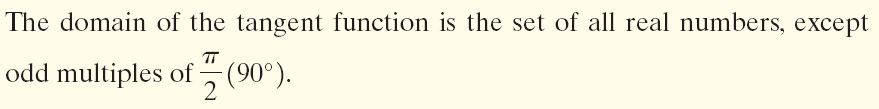 The domain of the tangent function is the set of all real numbers, except
odd multiples of π/2 (90°).